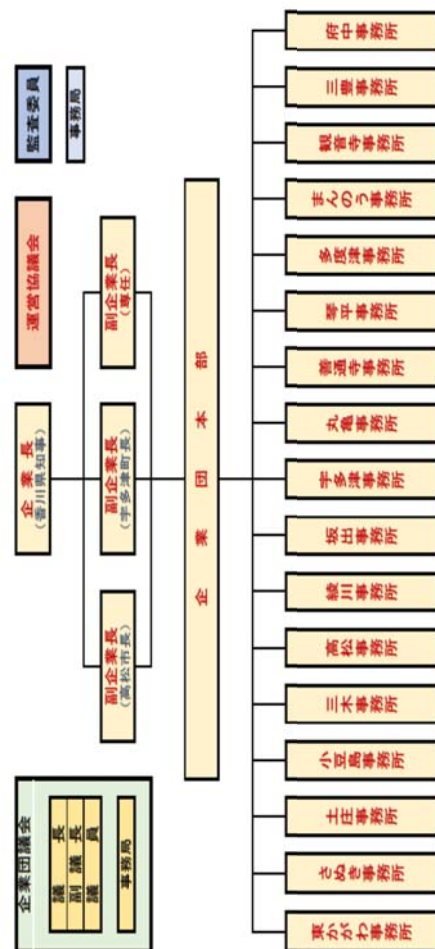 企業団議会
議長
副議長
議員
事務局
企業長
(香川県知事)
運営協議会
監査委員
事務局
副企業長
(高松市長)
副企業長
(宇多津町長)
副企業長
(専任)
企業団本部
東かがわ事務所
さぬき事務所
土庄事務所
小豆島事務所
三木事務所
高松事務所
綾川事務所
坂出事務所
宇多津事務所
丸亀事務所
善通寺事務所
琴平事務所
多度津事務所
まんのう事務所
観音寺事務所
三豊事務所
府中事務所